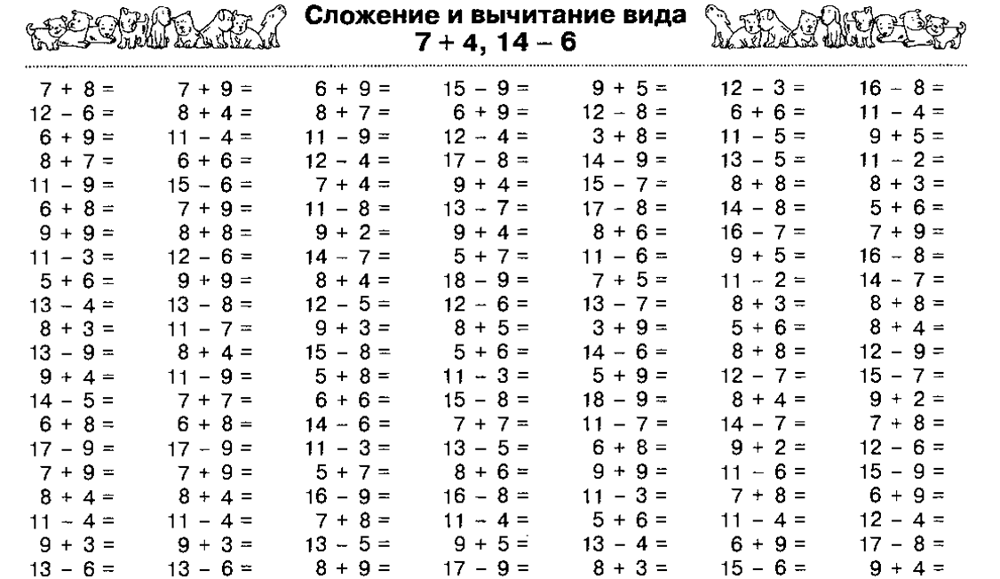 Сложение и вычитание вида
7 + 4, 14 – 6
7 + 8 = 7 + 9 = 6 + 9 = 15 – 9 = 9 + 5 = 12 – 3 = 16 – 8 =
12 – 6 = 8 + 4 = 8 + 7 = 6 + 9 = 12 – 8 = 6 + 6 = 11 – 4 =
6 + 9 = 11 – 4 = 11 – 9 = 12 – 4 = 3 + 8 = 11 – 5 = 9 + 5 =
8 + 7 = 6 + 6 = 12 – 4 = 17 – 8 = 14 – 9 = 13 – 5 = 11 – 2 =
11 – 9 = 15 – 6 = 7 + 4 = 9 + 4 = 15 – 7 = 8 + 8 = 8 + 3 =
6 + 8 = 7 + 9 = 11 – 8 = 13 – 7 = 17 – 8 = 14 – 8 = 5 + 6 =
9 + 9 = 8 + 8 = 9 + 2 = 9 + 4 = 8 + 6 = 16 – 7 = 7 + 9 =
11 – 3 = 12 – 6 = 14 – 7 = 5 + 7 = 11 – 6 = 9 + 5 = 16 – 8 =
5 + 6 = 9 + 9 = 8 + 4 = 18 – 9 = 7 + 5 = 11 – 2 = 14 – 7 =
13 – 4 = 13 – 8 = 12 – 5 = 12 – 6 = 13 – 7 = 8 + 3 = 8 + 8 =
8 + 3 = 11 – 7 = 9 + 3 = 8 + 5 = 3 + 9 = 5 + 6 = 8 + 4 =
13 – 9 = 8 + 4 = 15 – 8 = 5 + 6 = 14 – 6 = 8 + 8 = 12 – 9 =
9 + 4 = 11 – 9 = 5 + 8 = 11 – 3 = 5 + 9 = 12 – 7 = 15 – 7 =
14 – 5 = 7 + 7 = 6 + 6 = 15 – 8 = 18 – 9 = 8 + 4 = 9 + 2 =
6 + 8 = 6 + 8 = 14 – 6 = 7 + 7 = 11 – 7 = 14 – 7 = 7 + 8 =
17 – 9 = 17 – 9 = 11 – 3 = 13 – 5 = 6 + 8 = 9 + 2 = 12 – 6 =
7 + 9 = 7 + 9 = 5 + 7 = 8 + 6 = 9 + 9 = 11 – 6 = 15 – 9 =
8 + 4 = 8 + 4 = 16 – 9 = 16 – 8 = 11 – 3 = 7 + 8 = 6 + 9 =
11 – 4 = 11 – 4 = 7 + 8 = 11 – 4 = 5 + 6 = 11 – 4 = 12 – 4 =
9 + 3 = 9 + 3 = 13 – 5 = 9 + 5 = 13 – 4 = 6 + 9 = 17 – 8 =
13 – 6 = 13 – 6 = 8 + 9 = 17 – 9 = 8 + 3 = 15 – 6 = 9 + 4 =